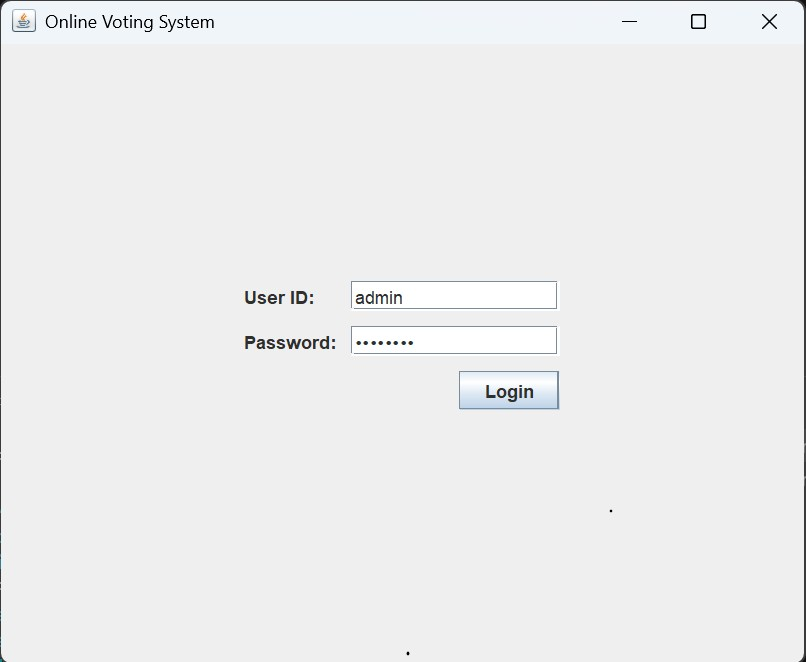 Online Voting System
User ID: admin
Password: ••••••••
Login